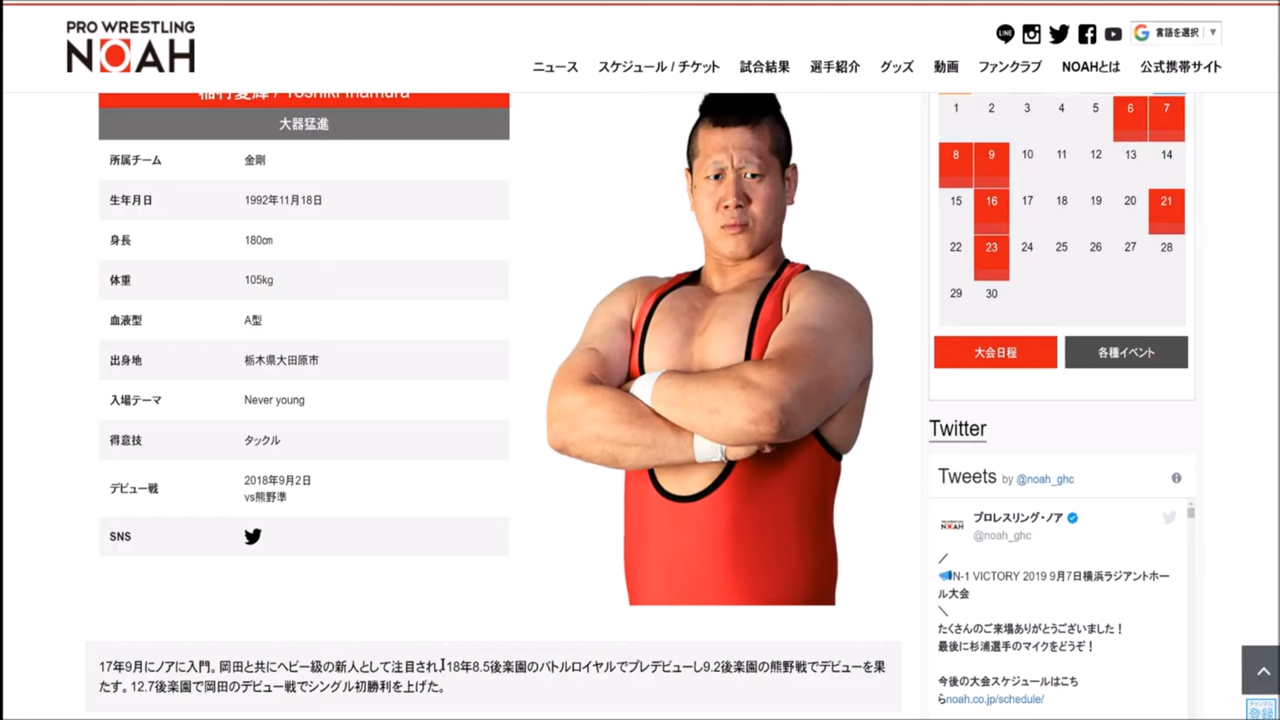 PRO WRESTLING
NOAH
LINE
言語を選択 ▼
ニュース スケジュール / チケット 試合結果 選手紹介 グッズ 動画 ファンクラブ NOAHとは 公式携帯サイト
稲村愛輝 / Yoshiki Inamura
大器猛進
所属チーム 金剛
生年月日 1992年11月18日
身長 180㎝
体重 105kg
血液型 A型
出身地 栃木県大田原市
入場テーマ Never young
得意技 タックル
デビュー戦 2018年9月2日
vs熊野準
SNS
17年9月にノアに入門。岡田と共にヘビー級の新人として注目され、18年8.5後楽園のバトルロイヤルでプレデビューし9.2後楽園の熊野戦でデビューを果
たす。12.7後楽園で岡田のデビュー戦でシングル初勝利を上げた。
1 2 3 4 5 6 7
8 9 10 11 12 13 14
15 16 17 18 19 20 21
22 23 24 25 26 27 28
29 30
大会日程 各種イベント
Twitter
Tweets by @noah_ghc
PRO WRESTLING
NOAH
プロレスリング・ノア
@noah_ghc
／
📣N-1 VICTORY 2019 9月7日横浜ラジアントホー
ル大会
＼
たくさんのご来場ありがとうございました！
最後に杉浦選手のマイクをどうぞ！
今後の大会スケジュールはこち
らnoah.co.jp/schedule/
チャンネル
登録